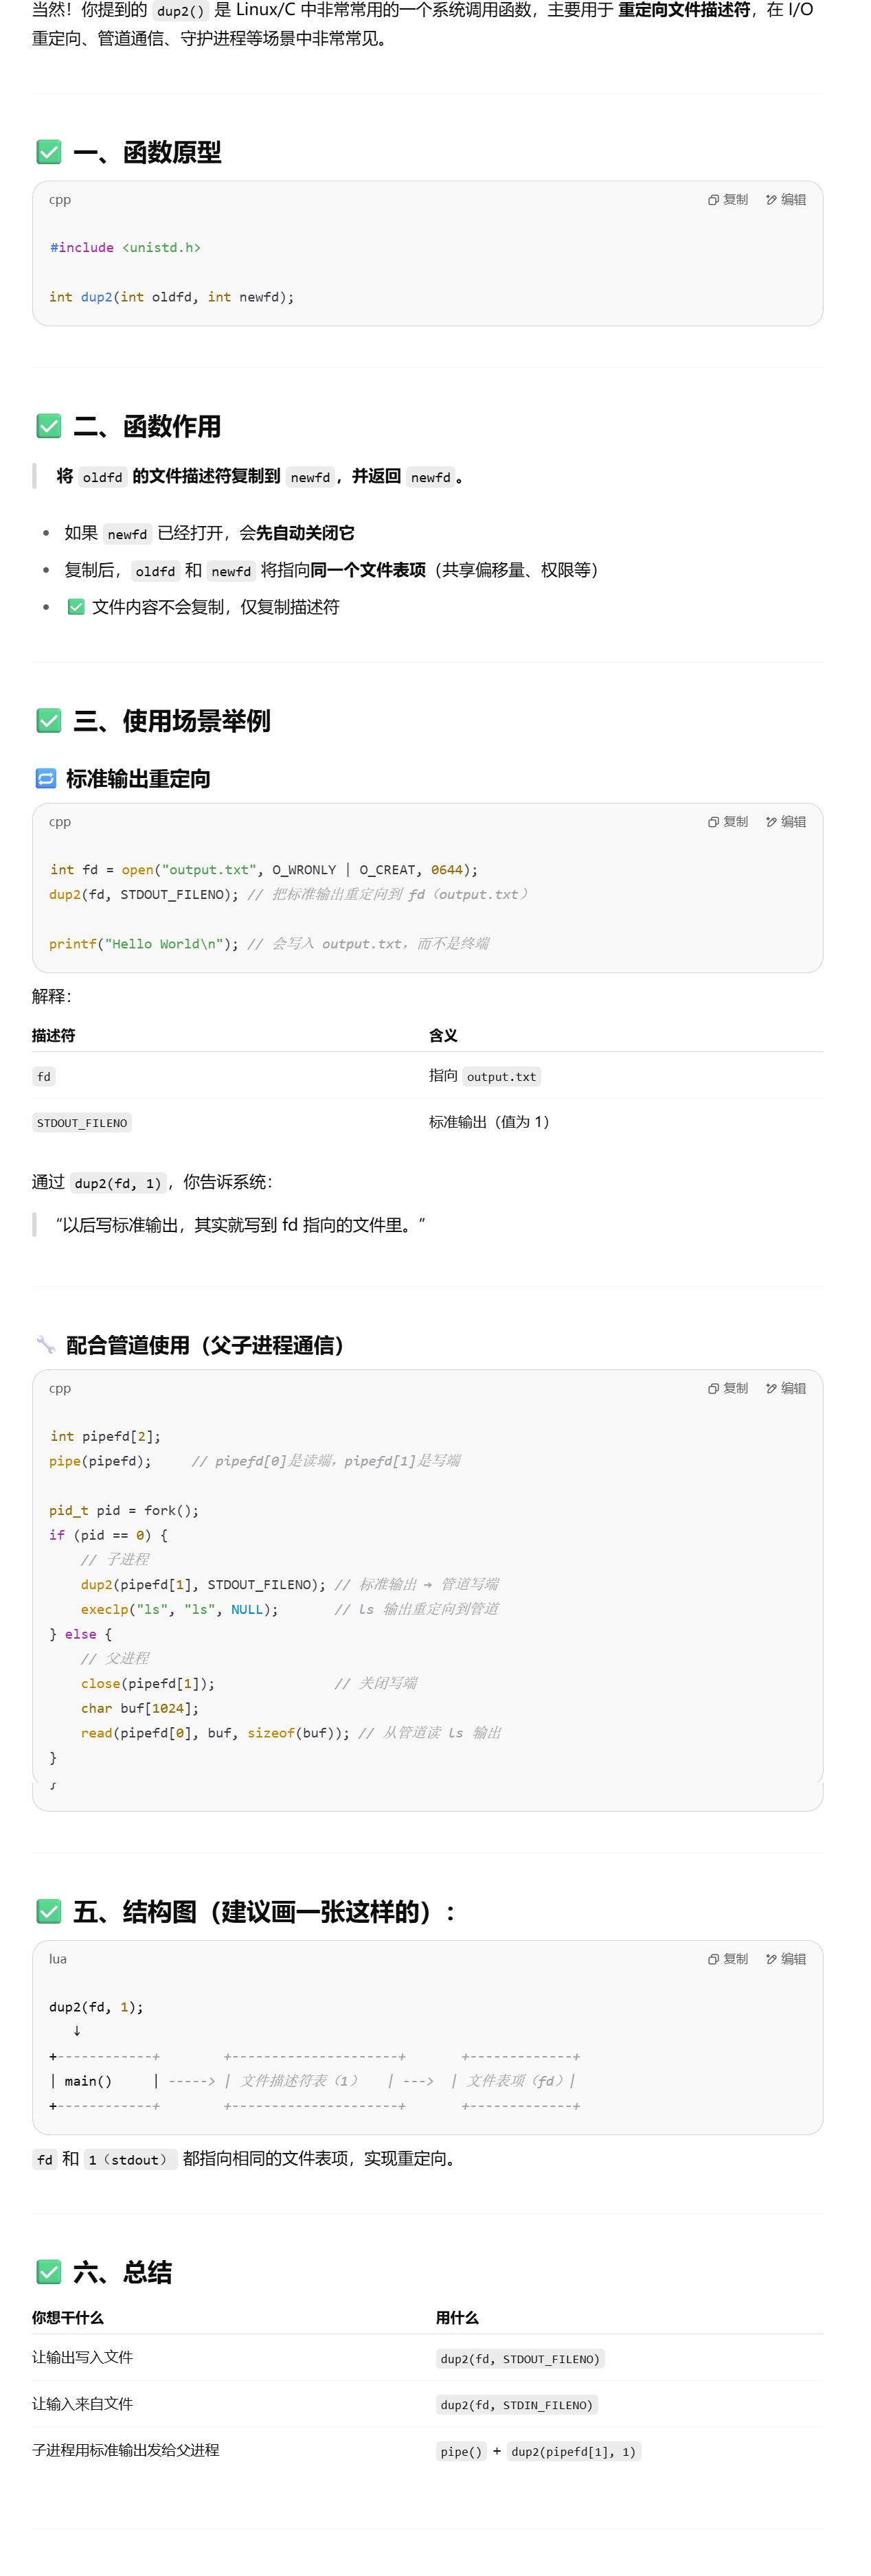 当然！你提到的 dup2() 是 Linux/C 中非常常用的一个系统调用函数，主要用于 重定向文件描述符，在 I/O
重定向、管道通信、守护进程等场景中非常常见。
✅ 一、函数原型
cpp 复制 编辑
#include <unistd.h>
int dup2(int oldfd, int newfd);
✅ 二、函数作用
将 oldfd 的文件描述符复制到 newfd，并返回 newfd。
• 如果 newfd 已经打开，会先自动关闭它
• 复制后，oldfd 和 newfd 将指向同一个文件表项（共享偏移量、权限等）
• ✅ 文件内容不会复制，仅复制描述符
✅ 三、使用场景举例
🔁 标准输出重定向
cpp 复制 编辑
int fd = open("output.txt", O_WRONLY | O_CREAT, 0644);
dup2(fd, STDOUT_FILENO); // 把标准输出重定向到 fd（output.txt）
printf("Hello World\n"); // 会写入 output.txt，而不是终端
解释：
描述符 含义
fd 指向 output.txt
STDOUT_FILENO 标准输出（值为 1）
通过 dup2(fd, 1)，你告诉系统：
“以后写标准输出，其实就写到 fd 指向的文件里。”
🔧 配合管道使用（父子进程通信）
cpp 复制 编辑
int pipefd[2];
pipe(pipefd);     // pipefd[0]是读端，pipefd[1]是写端
pid_t pid = fork();
if (pid == 0) {
    // 子进程
    dup2(pipefd[1], STDOUT_FILENO); // 标准输出 → 管道写端
    execlp("ls", "ls", NULL);       // ls 输出重定向到管道
} else {
    // 父进程
    close(pipefd[1]);               // 关闭写端
    char buf[1024];
    read(pipefd[0], buf, sizeof(buf)); // 从管道读 ls 输出
}
✅ 五、结构图（建议画一张这样的）：
lua 复制 编辑
dup2(fd, 1);
   ↓
+------------+        +---------------------+       +-------------+
| main()     | -----> | 文件描述符表（1）   | --->  | 文件表项（fd）|
+------------+        +---------------------+       +-------------+
fd 和 1（stdout） 都指向相同的文件表项，实现重定向。
✅ 六、总结
你想干什么 用什么
让输出写入文件 dup2(fd, STDOUT_FILENO)
让输入来自文件 dup2(fd, STDIN_FILENO)
子进程用标准输出发给父进程 pipe() + dup2(pipefd[1], 1)